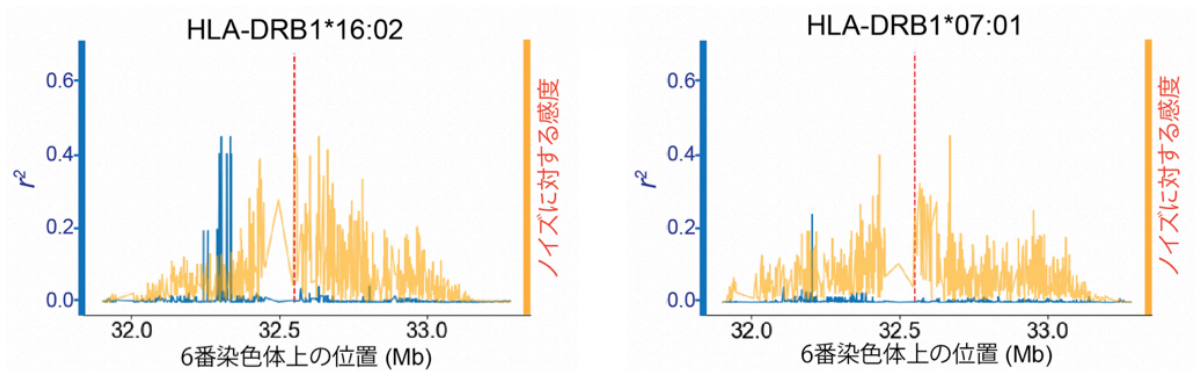 HLA-DRB1*16:02
0.6
0.4
0.2
0.0
r²
32.0 32.5 33.0
6番染色体上の位置 (Mb)
ノイズに対する感度
HLA-DRB1*07:01
0.6
0.4
0.2
0.0
r²
32.0 32.5 33.0
6番染色体上の位置 (Mb)
ノイズに対する感度